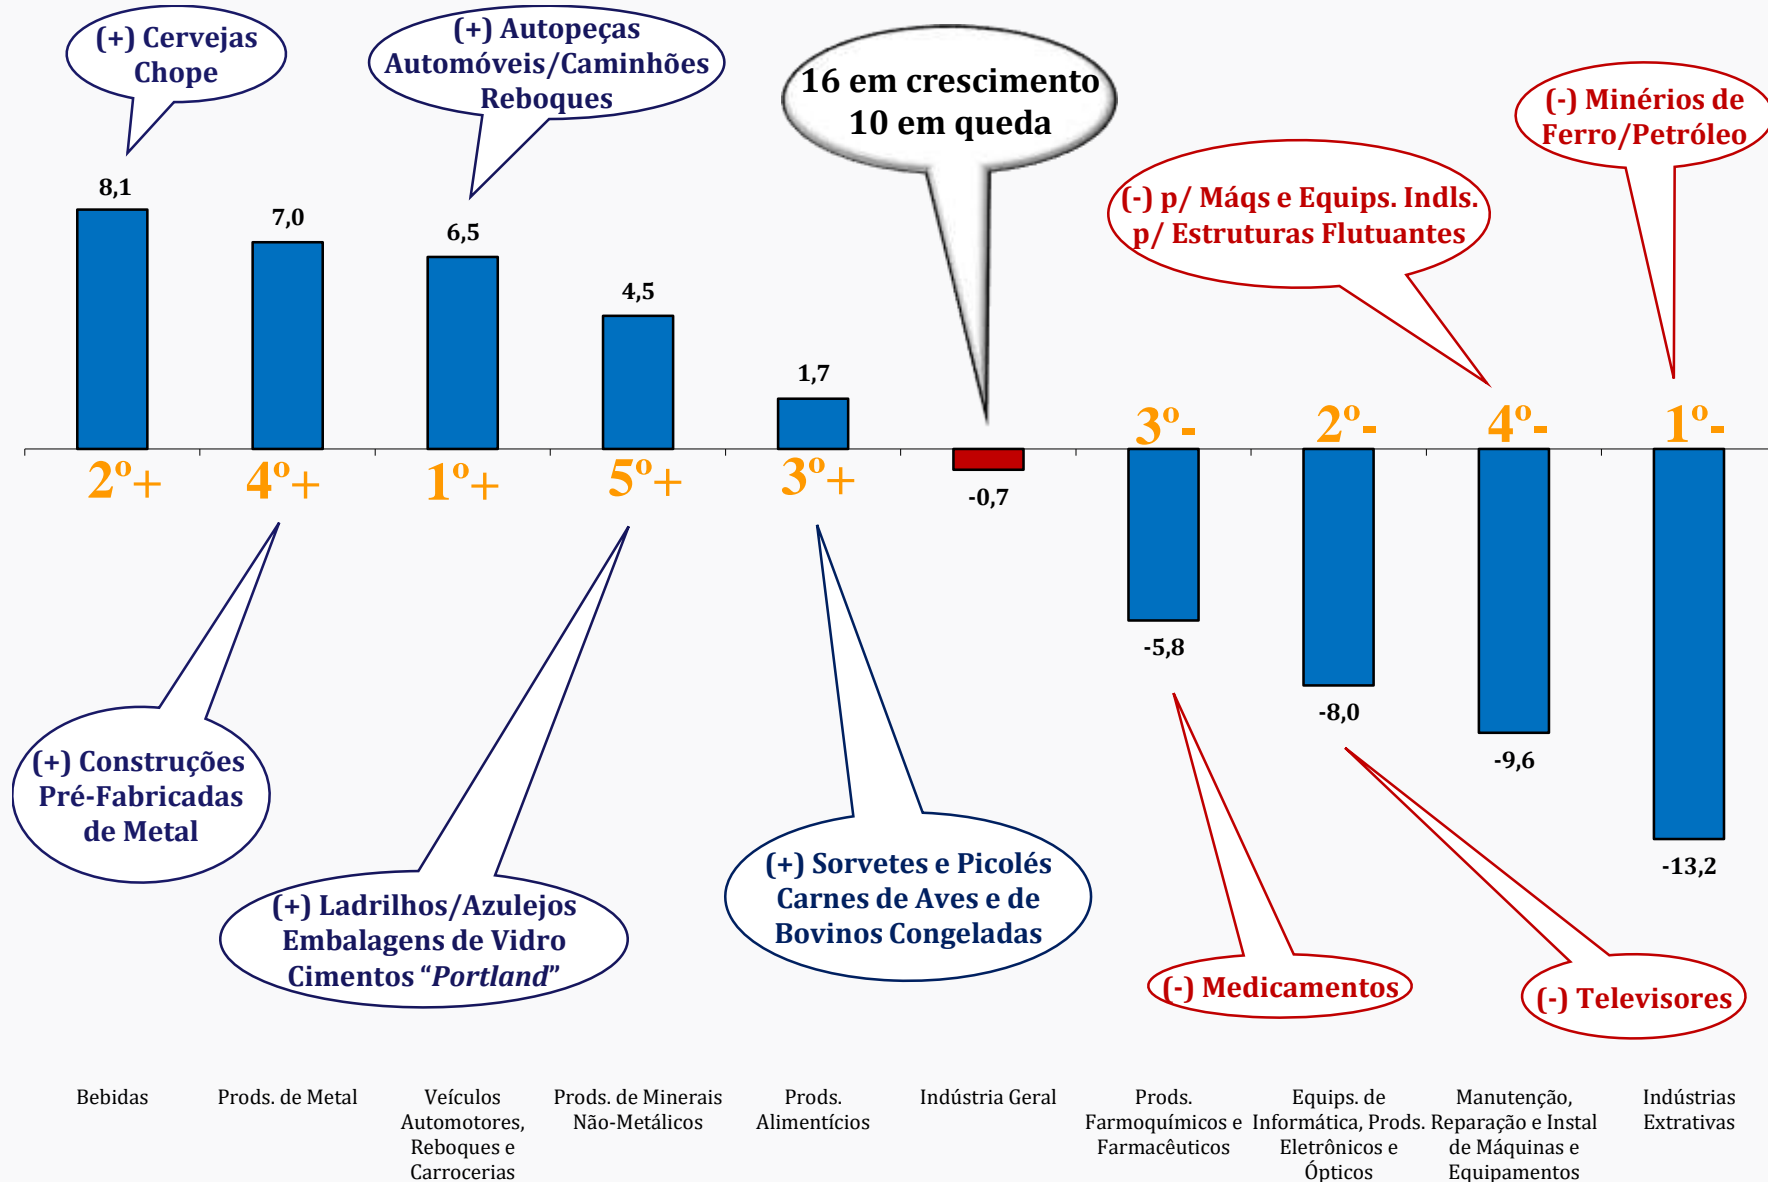 (+) Cervejas
Chope
(+) Autopeças
Automóveis/Caminhões
Reboques
16 em crescimento
10 em queda
(-) Minérios de
Ferro/Petróleo
(-) p/ Máqs e Equips. Indls.
p/ Estruturas Flutuantes
8,1
7,0
6,5
4,5
1,7
-0,7
-5,8
-8,0
-9,6
-13,2
2º+
4º+
1º+
5º+
3º+
3º-
2º-
4º-
1º-
(+) Construções
Pré-Fabricadas
de Metal
(+) Ladrilhos/Azulejos
Embalagens de Vidro
Cimentos “Portland”
(+) Sorvetes e Picolés
Carnes de Aves e de
Bovinos Congeladas
(-) Medicamentos
(-) Televisores
Bebidas
Prods. de Metal
Veículos
Automotores,
Reboques e
Carrocerias
Prods. de Minerais
Não-Metálicos
Prods.
Alimentícios
Indústria Geral
Prods.
Farmoquímicos e
Farmacêuticos
Equips. de
Informática, Prods.
Eletrônicos e
Ópticos
Manutenção,
Reparação e Instal
de Máquinas e
Equipamentos
Indústrias
Extrativas